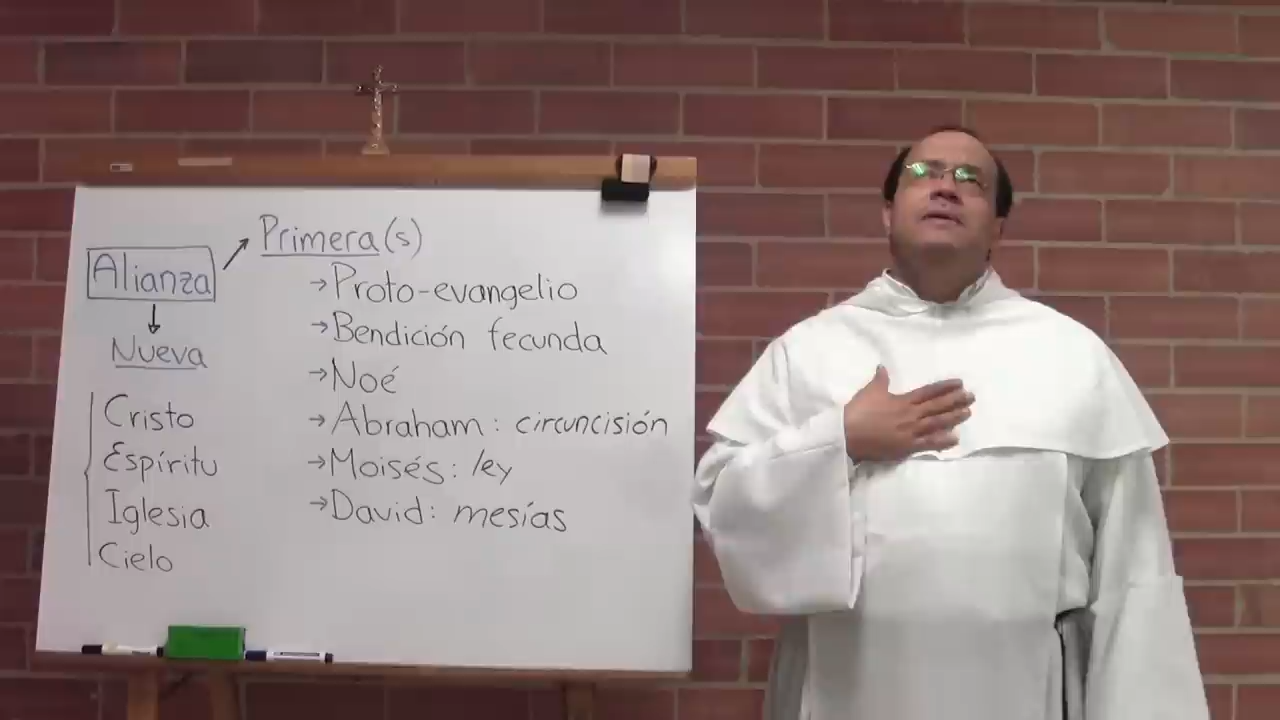 Alianza
Primera(s)
→Proto-evangelio
→Bendición fecunda
→Noé
→Abraham: circuncisión
→Moisés: ley
→David: mesías
Nueva
Cristo
Espíritu
Iglesia
Cielo